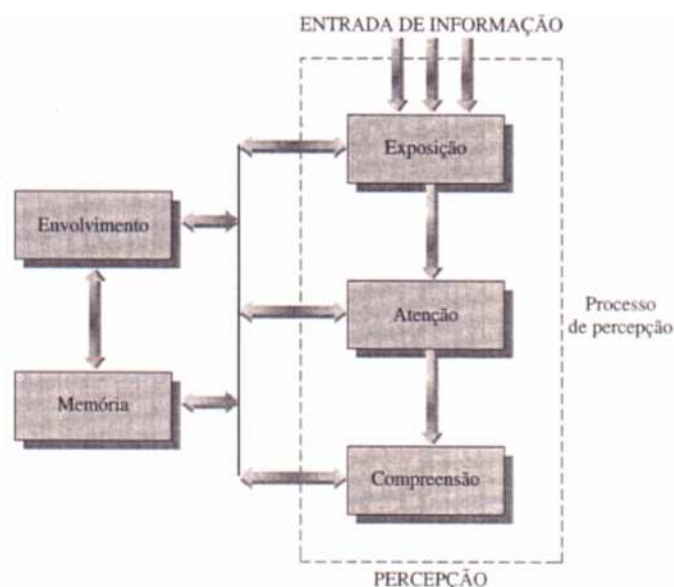 ENTRADA DE INFORMAÇÃO
Exposição
Envolvimento
Atenção
Processo
de percepção
Memória
Compreensão
PERCEPÇÃO